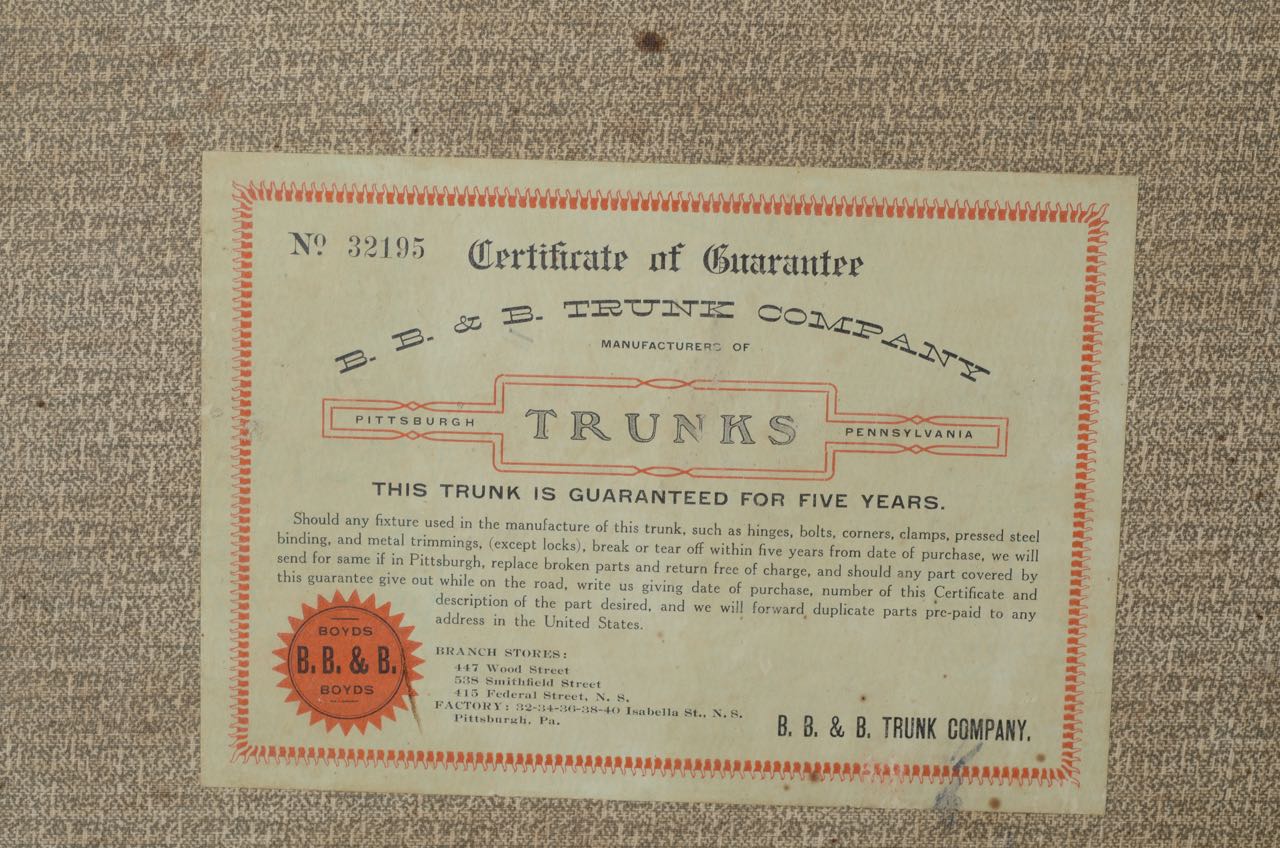 Nº 32195
Certificate of Guarantee
B. B. & B. TRUNK COMPANY
MANUFACTURERS OF
PITTSBURGH
TRUNKS
PENNSYLVANIA
THIS TRUNK IS GUARANTEED FOR FIVE YEARS.
Should any fixture used in the manufacture of this trunk, such as hinges, bolts, corners, clamps, pressed steel
binding, and metal trimmings, (except locks), break or tear off within five years from date of purchase, we will
send for same if in Pittsburgh, replace broken parts and return free of charge, and should any part covered by
this guarantee give out while on the road, write us giving date of purchase, number of this Certificate and
description of the part desired, and we will forward duplicate parts pre-paid to any
address in the United States.
BOYDS
B. B. & B.
BOYDS
BRANCH STORES:
447 Wood Street
538 Smithfield Street
415 Federal Street, N. S.
FACTORY: 32-34-36-38-40 Isabella St., N. S.
Pittsburgh, Pa.
B. B. & B. TRUNK COMPANY.